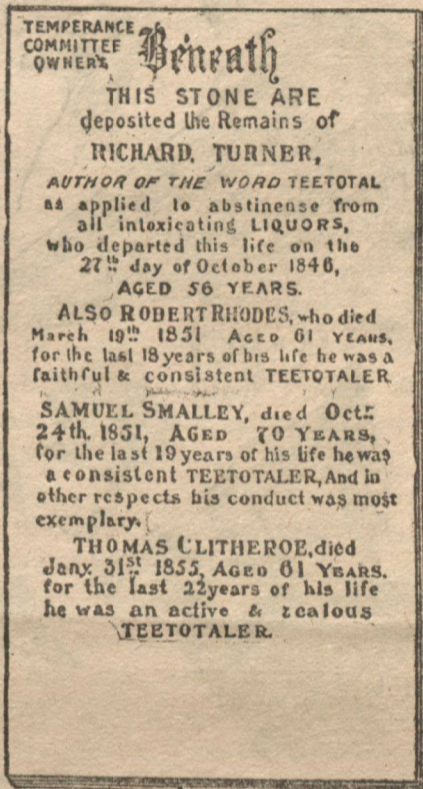 TEMPERANCE
COMMITTEE
OWNERS
Beneath
THIS STONE ARE
deposited the Remains of
RICHARD. TURNER,
AUTHOR OF THE WORD TEETOTAL
as applied to abstinense from
all intoxicating LIQUORS,
who departed this life on the
27th day of October 1846,
AGED 56 YEARS.
ALSO ROBERT RHODES, who died
March 19th 1851 AGED 61 YEARS,
for the last 18 years of his life he was a
faithful & consistent TEETOTALER
SAMUEL SMALLEY, died Octr
24th. 1851, AGED 70 YEARS,
for the last 19 years of his life he was
a consistent TEETOTALER, And in
other respects his conduct was most
exemplary.
THOMAS CLITHEROE, died
Jany. 31st 1855, AGED 61 YEARS.
for the last 22 years of his life
he was an active & zealous
TEETOTALER.